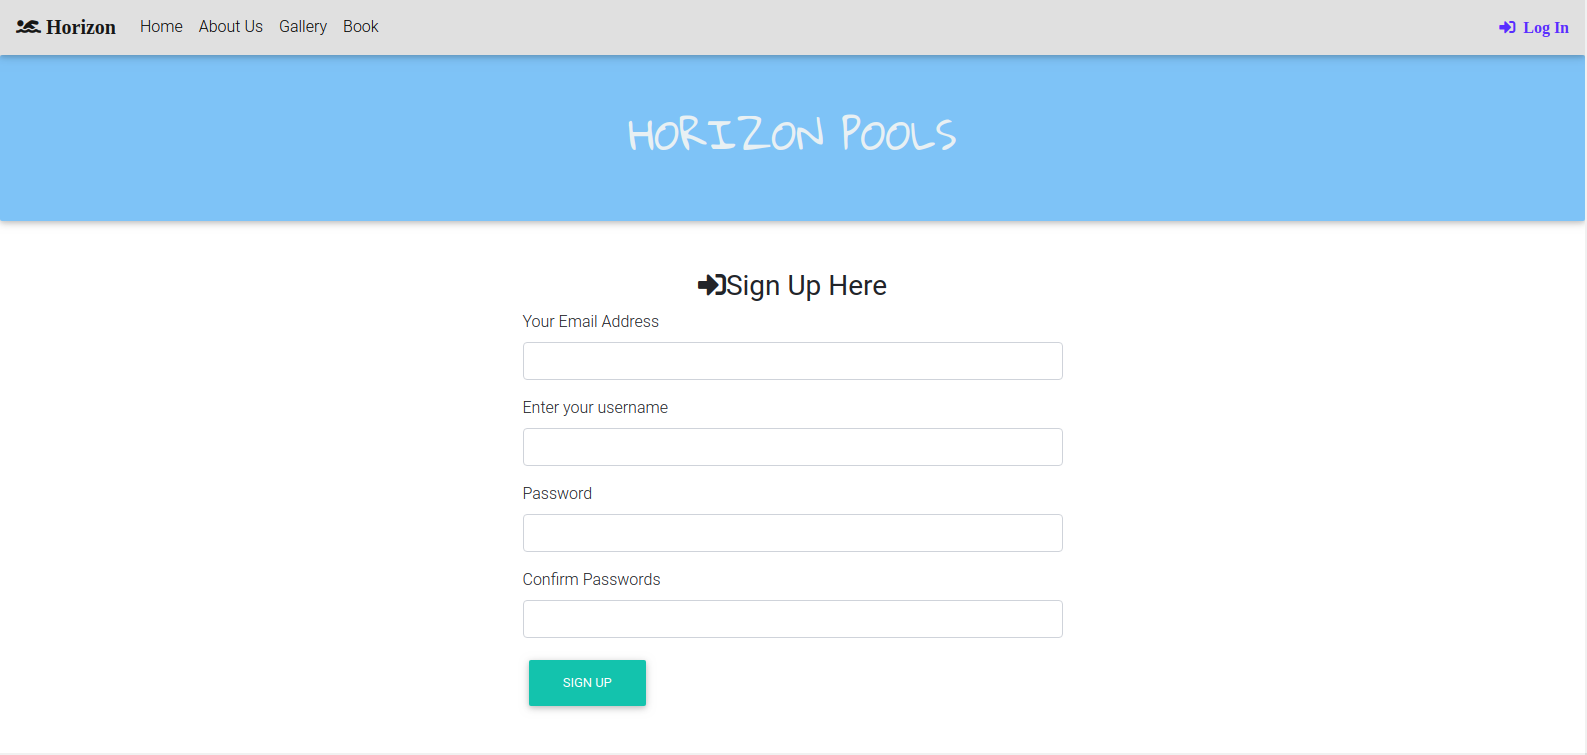 Horizon Home About Us Gallery Book Log In
HORIZON POOLS
Sign Up Here
Your Email Address
Enter your username
Password
Confirm Passwords
SIGN UP